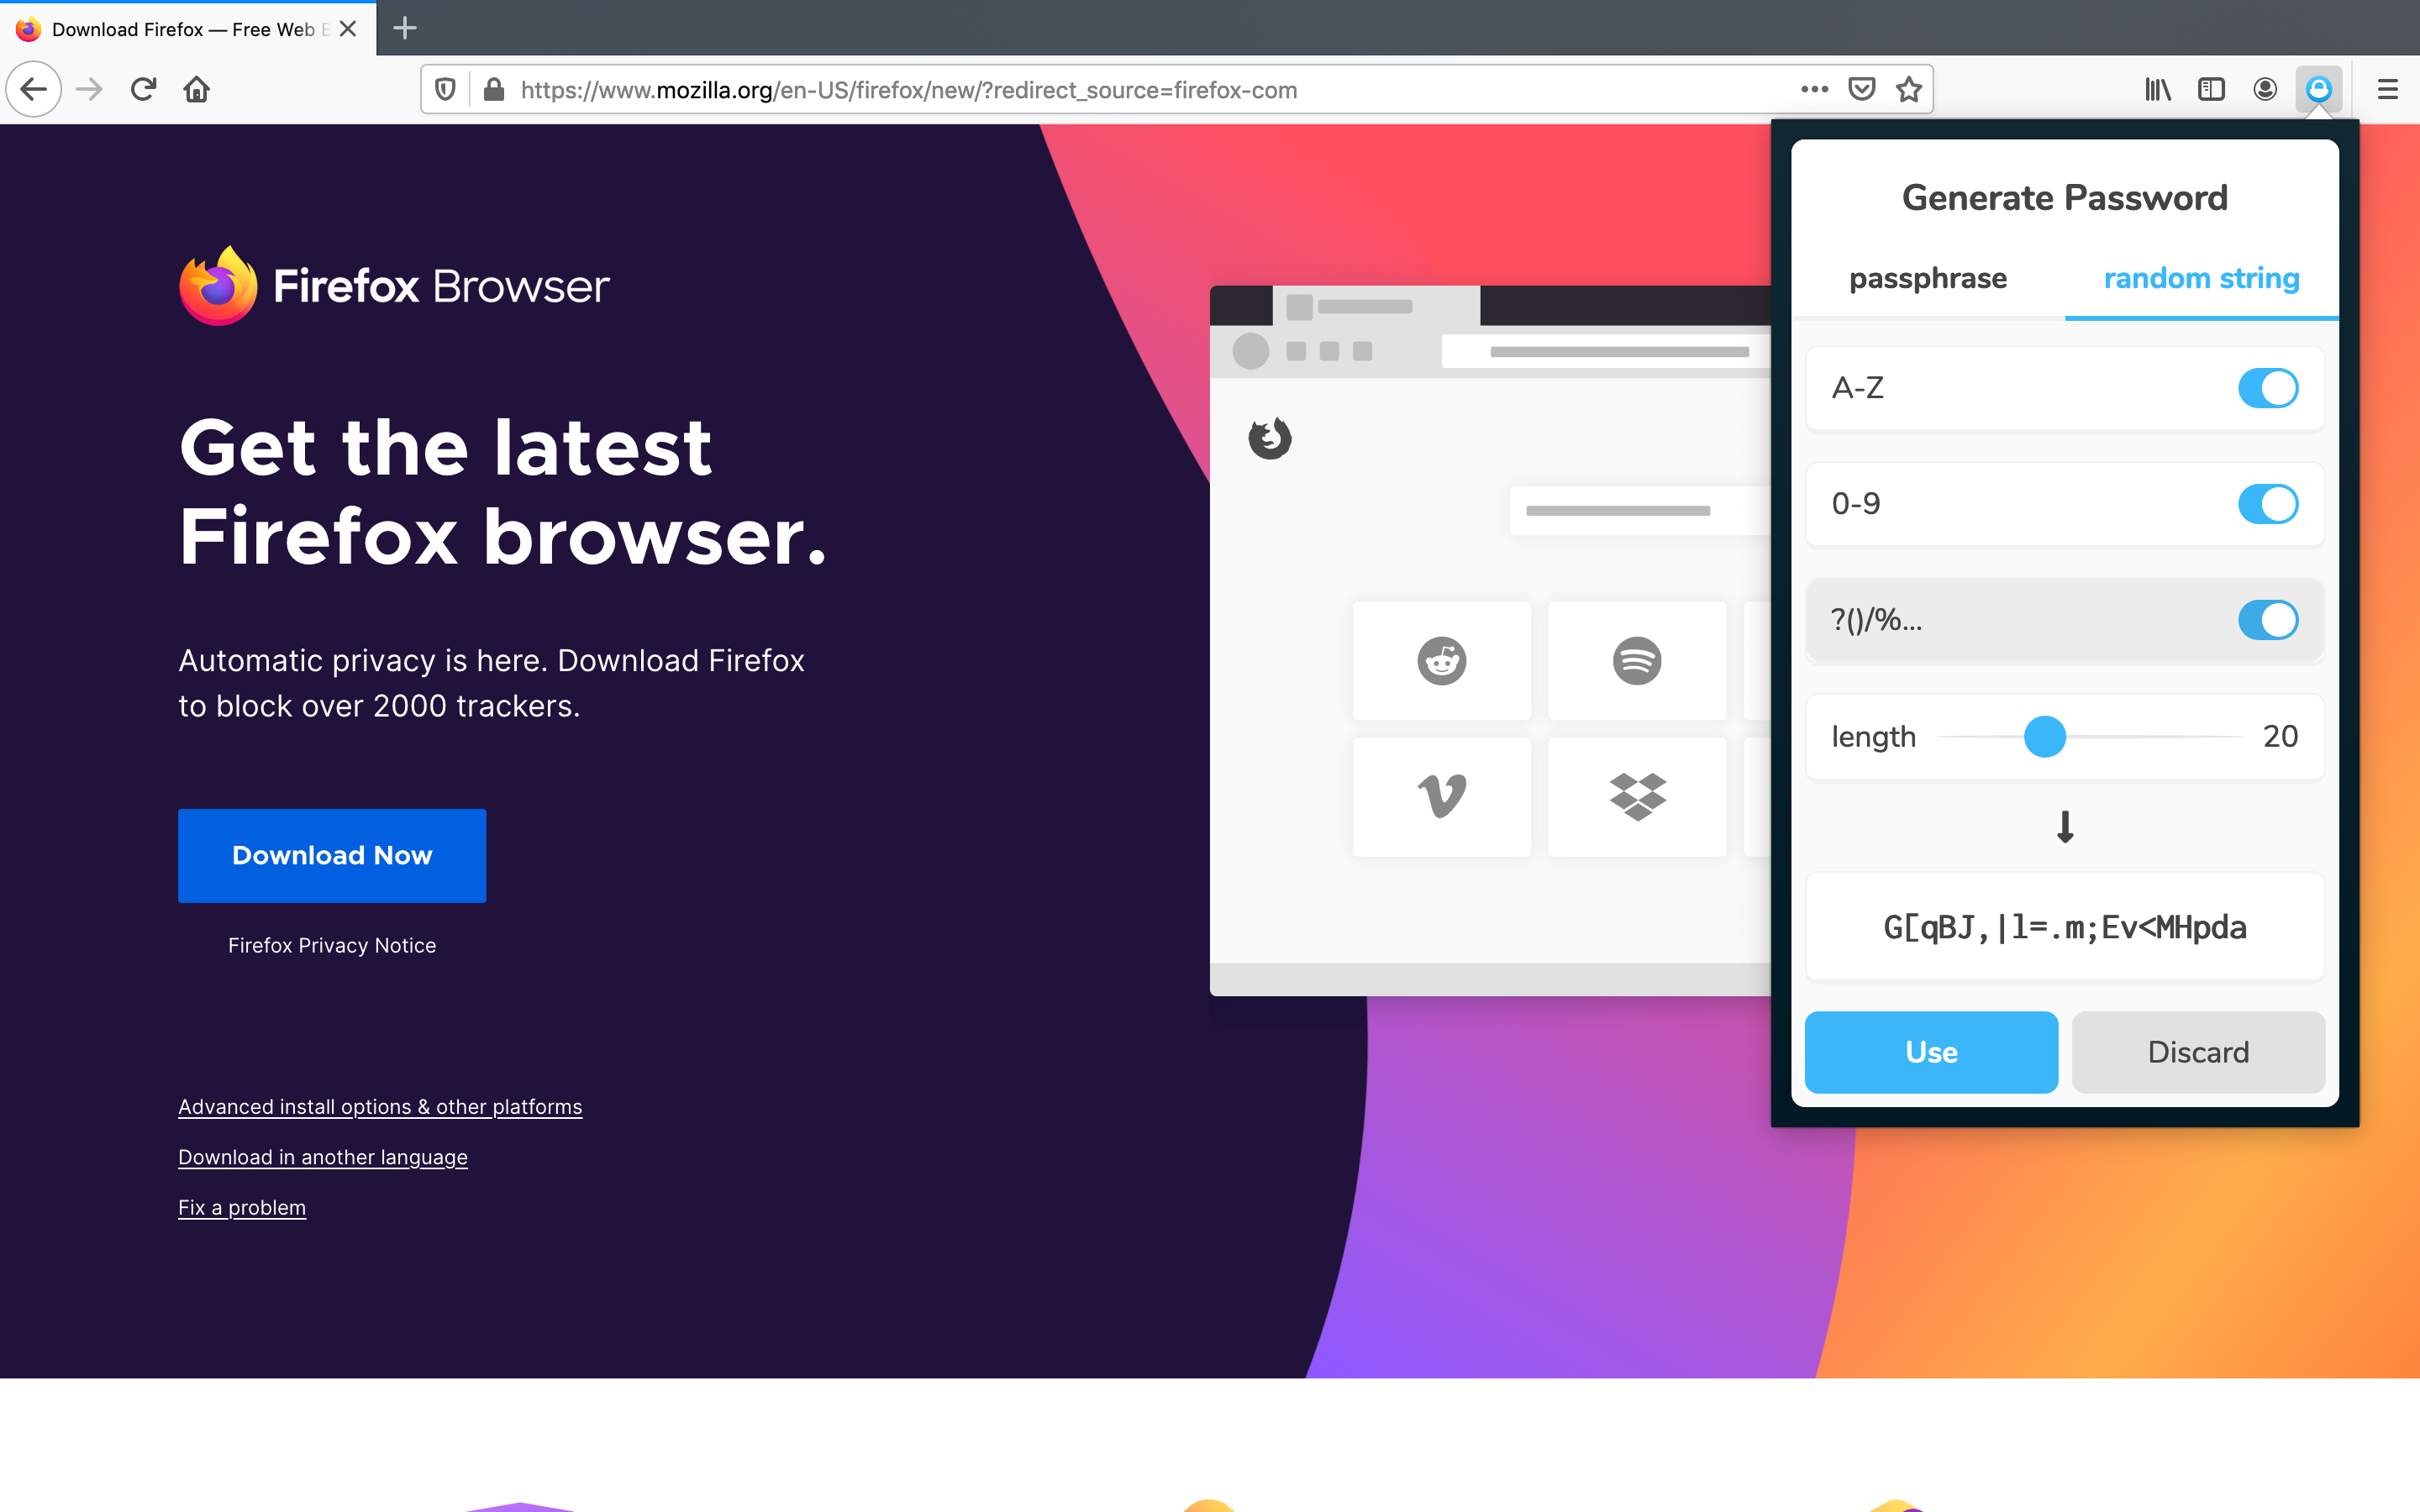 Download Firefox — Free Web
https://www.mozilla.org/en-US/firefox/new/?redirect_source=firefox-com
Firefox Browser
Get the latest
Firefox browser.
Automatic privacy is here. Download Firefox
to block over 2000 trackers.
Download Now
Firefox Privacy Notice
Advanced install options & other platforms
Download in another language
Fix a problem
Generate Password
passphrase
random string
A-Z
0-9
?()/%...
length
20
G[qBJ,|l=.m;Ev<MHpda
Use
Discard